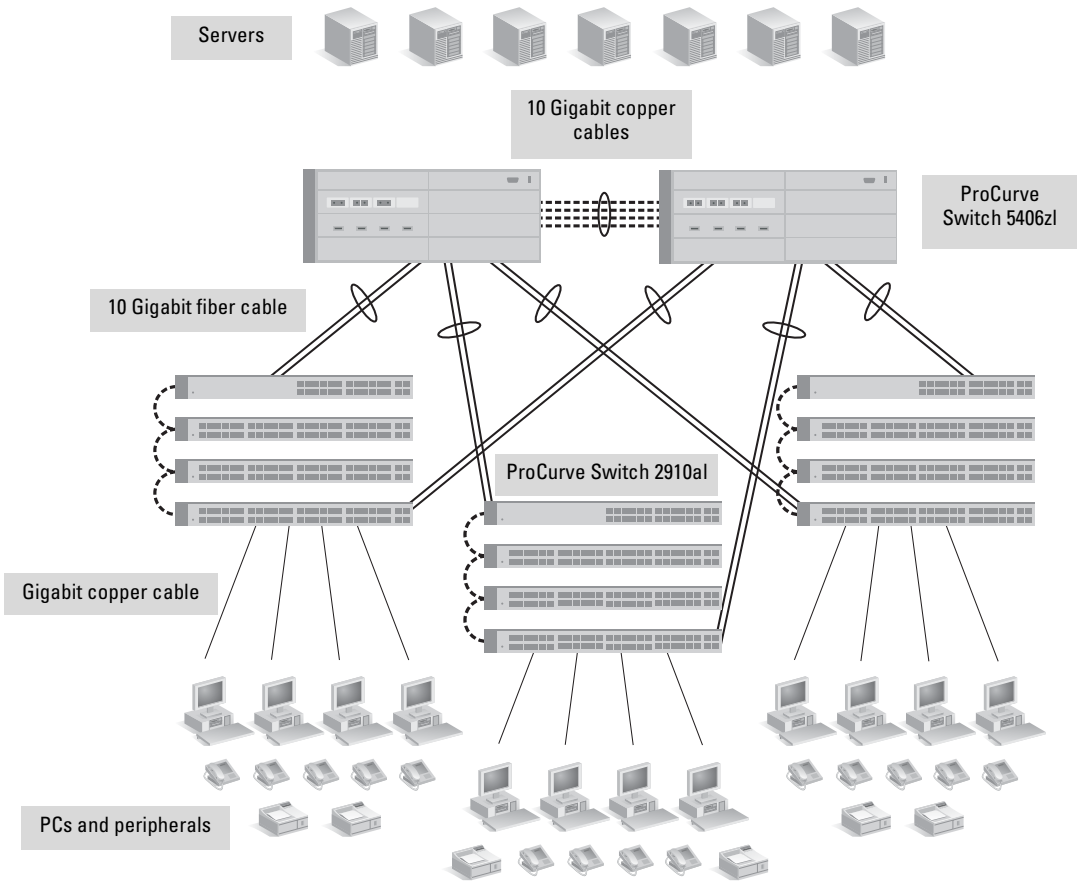 Servers
10 Gigabit copper
cables
ProCurve
Switch 5406zl
10 Gigabit fiber cable
ProCurve Switch 2910al
Gigabit copper cable
PCs and peripherals